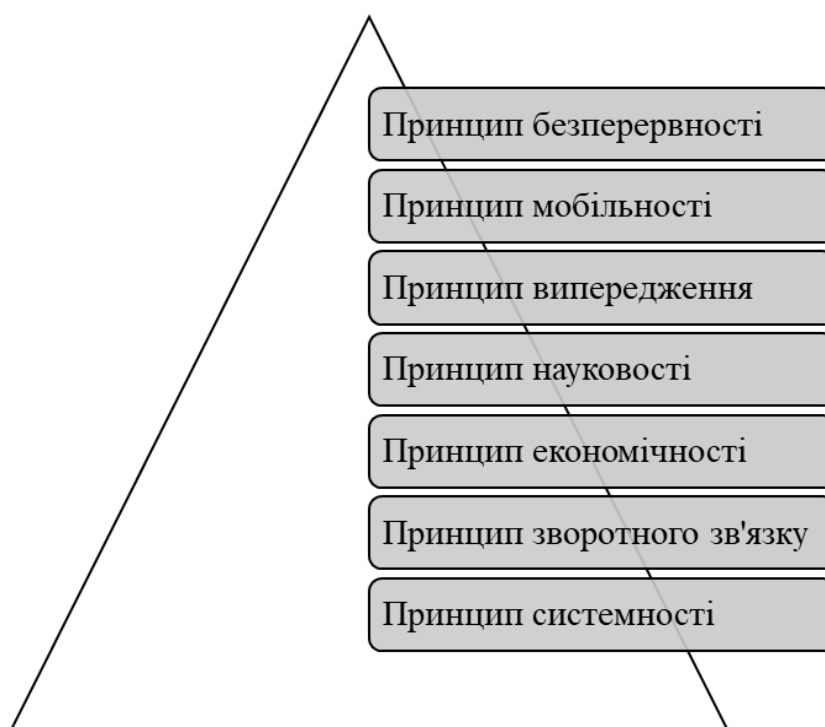 Принцип безперервності
Принцип мобільності
Принцип випередження
Принцип науковості
Принцип економічності
Принцип зворотного зв'язку
Принцип системності